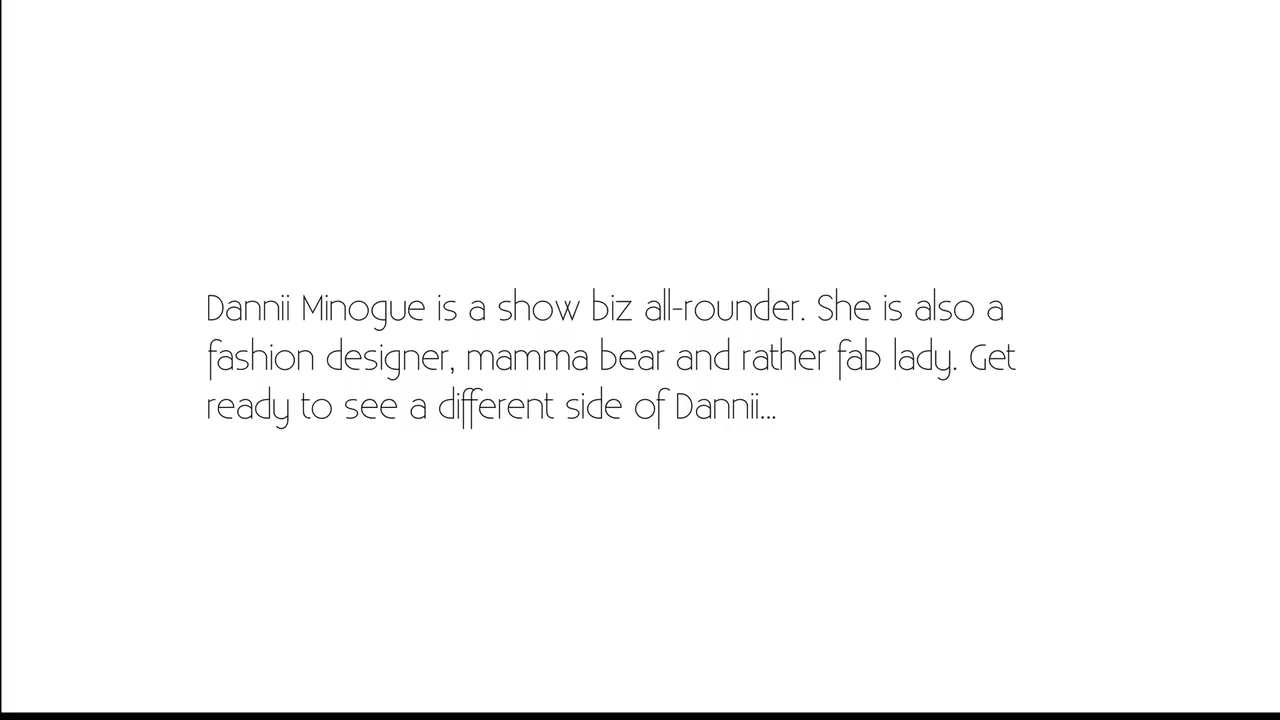 Dannii Minogue is a show biz all-rounder. She is also a
fashion designer, mamma bear and rather fab lady. Get
ready to see a different side of Dannii...